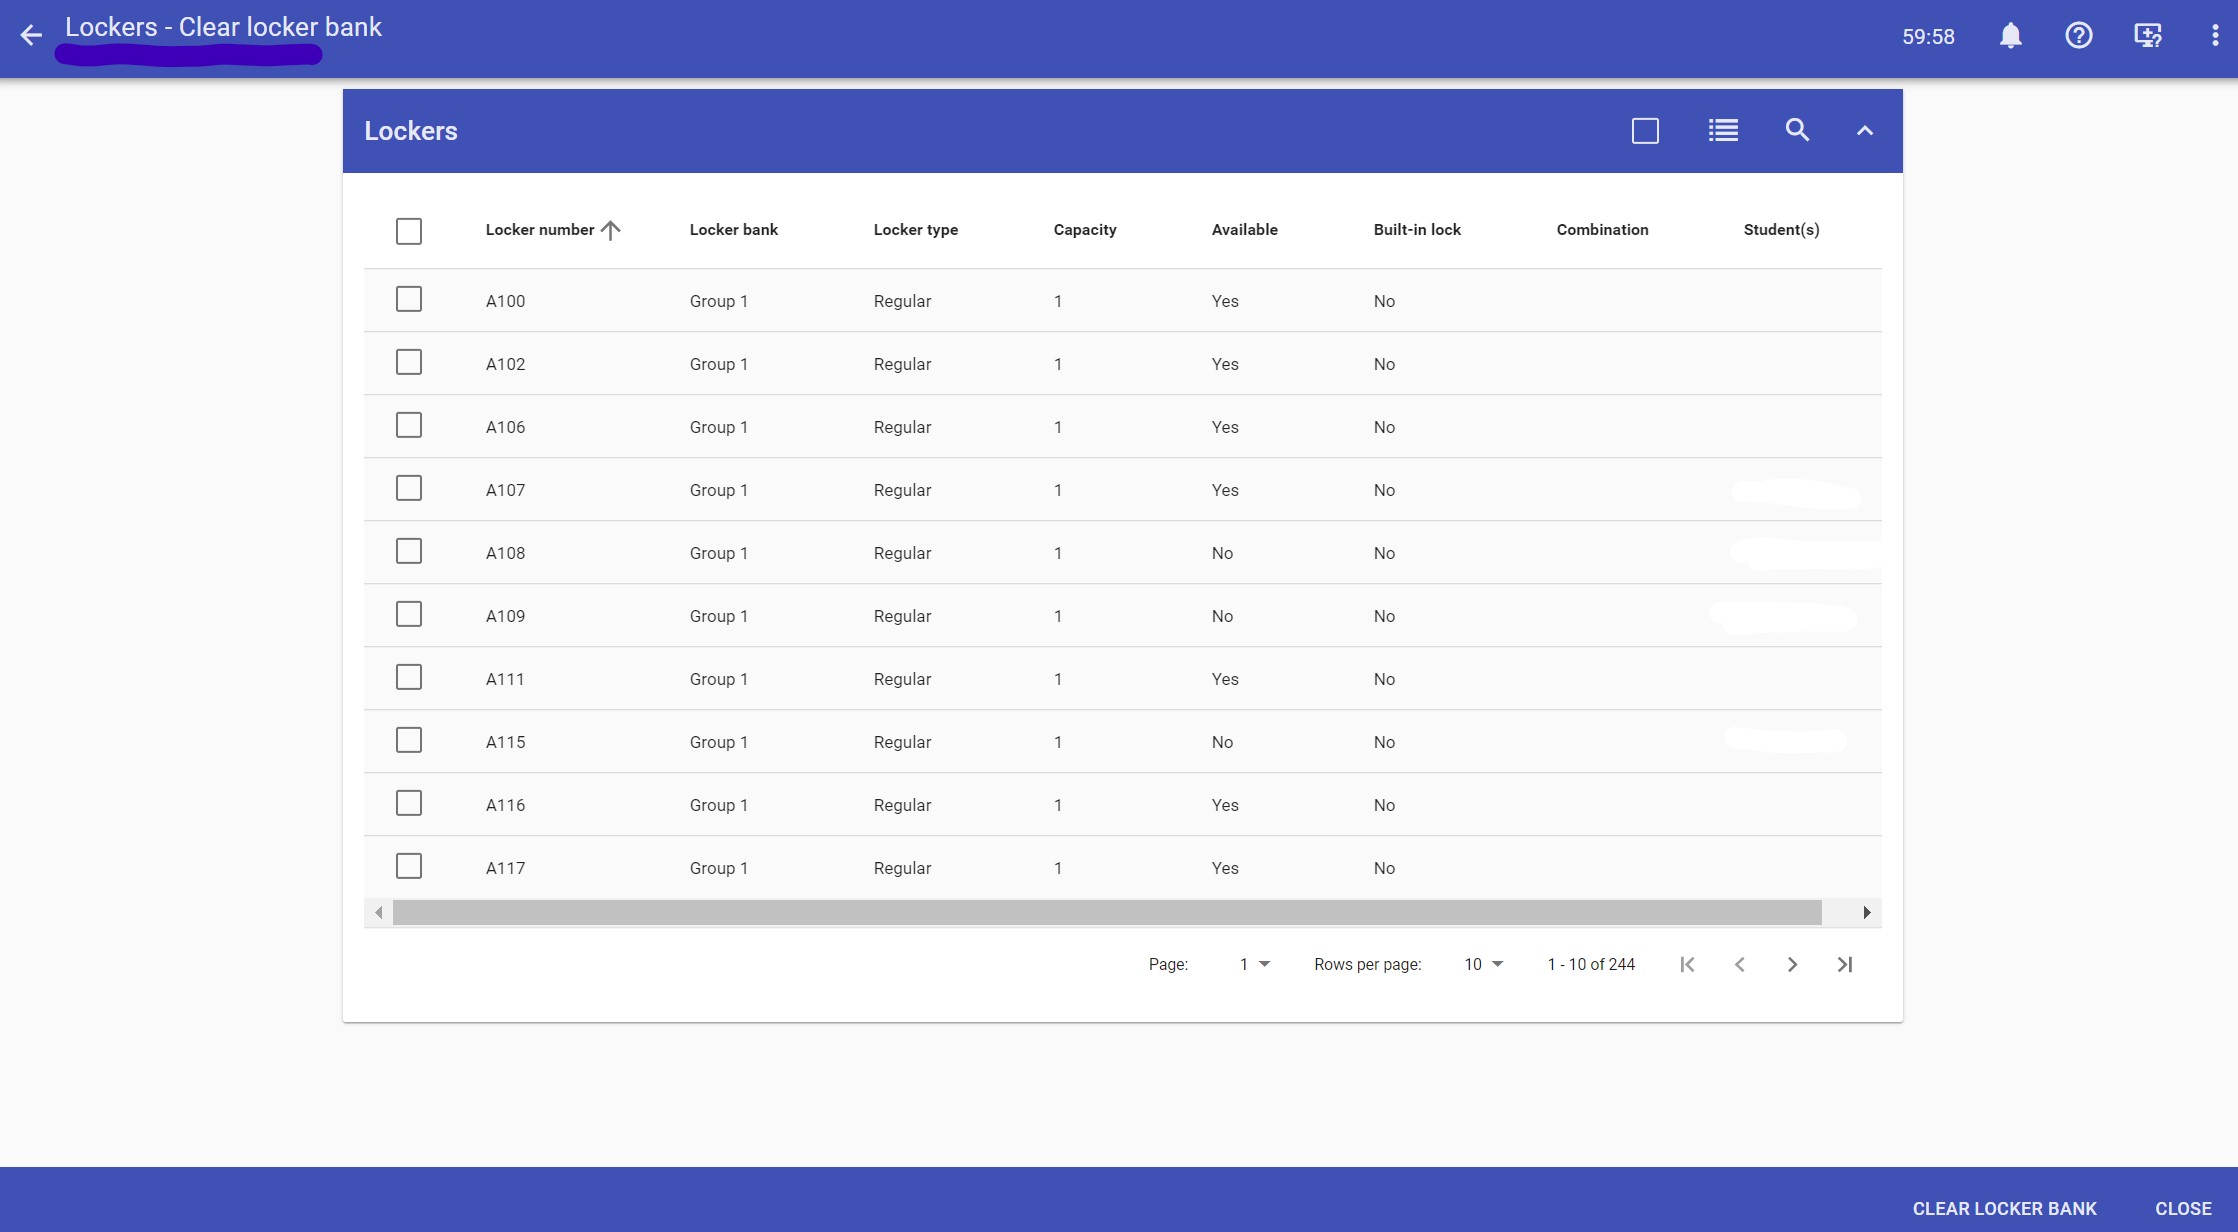 Lockers - Clear locker bank
59:58
Lockers
Locker number Locker bank Locker type Capacity Available Built-in lock Combination Student(s)
A100 Group 1 Regular 1 Yes No
A102 Group 1 Regular 1 Yes No
A106 Group 1 Regular 1 Yes No
A107 Group 1 Regular 1 Yes No
A108 Group 1 Regular 1 No No
A109 Group 1 Regular 1 No No
A111 Group 1 Regular 1 Yes No
A115 Group 1 Regular 1 No No
A116 Group 1 Regular 1 Yes No
A117 Group 1 Regular 1 Yes No
Page: 1 Rows per page: 10 1 - 10 of 244
CLEAR LOCKER BANK CLOSE